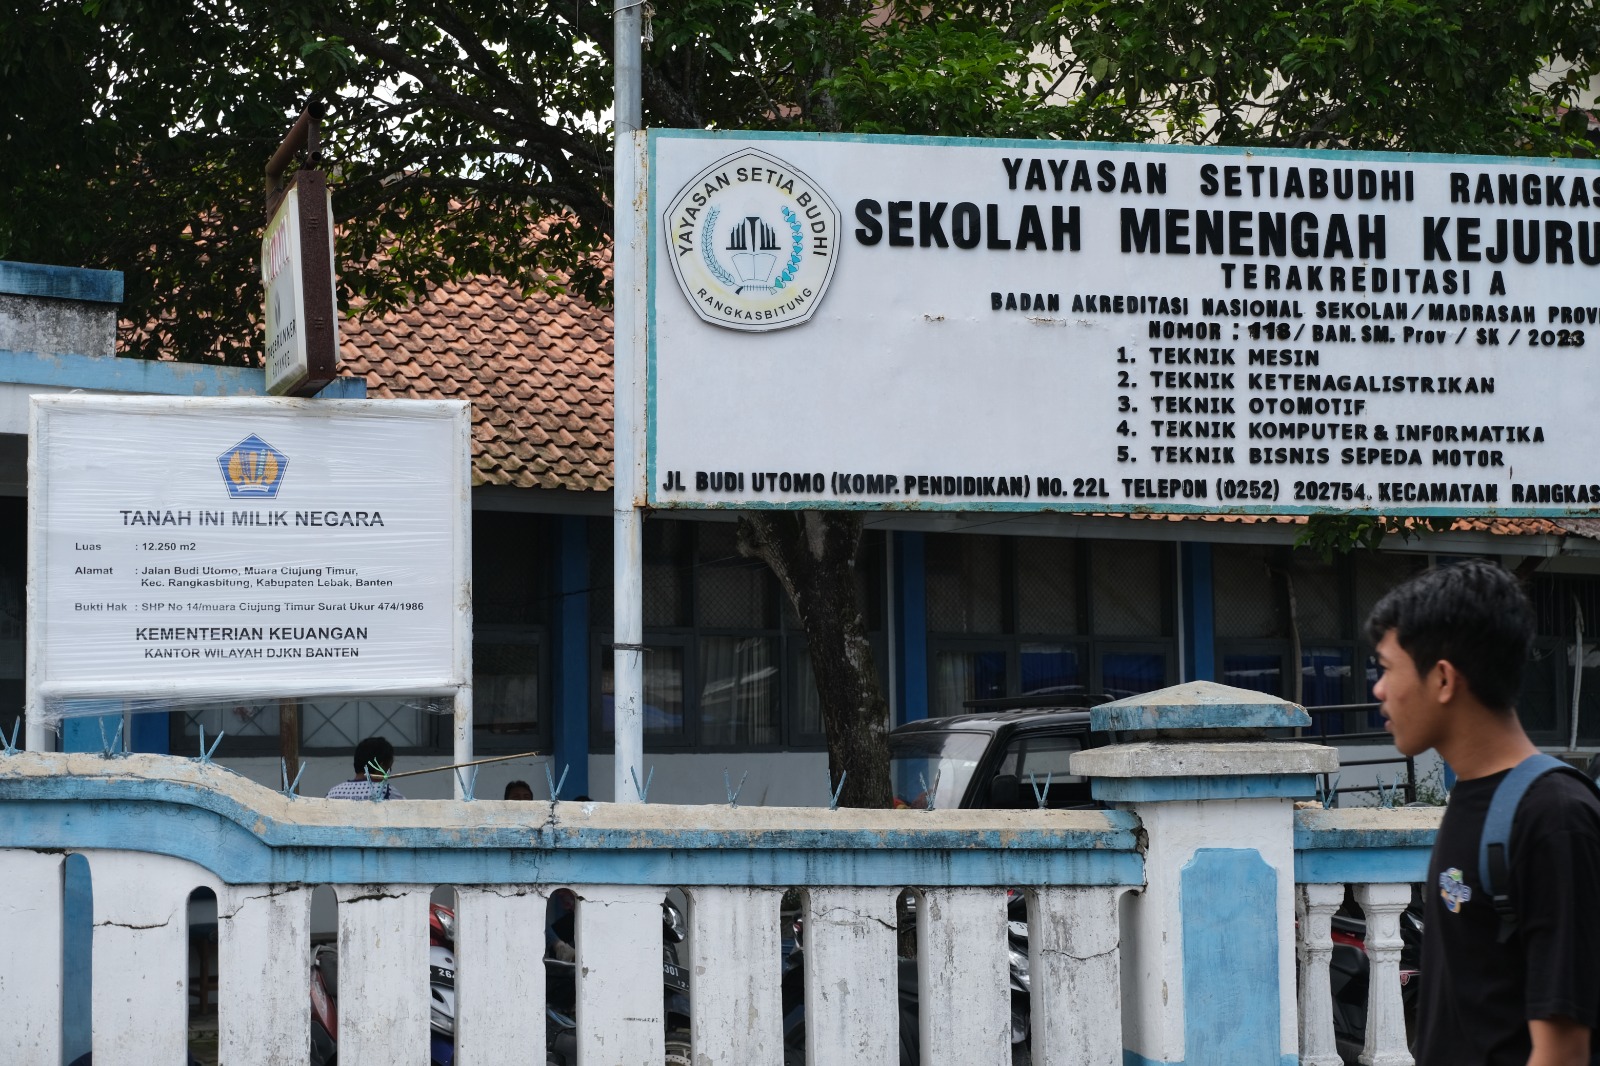 TANAH INI MILIK NEGARA
Luas : 12.250 m2
Alamat : Jalan Budi Utomo, Muara Ciujung Timur,
Kec. Rangkasbitung, Kabupaten Lebak, Banten
Bukti Hak : SHP No 14/muara Ciujung Timur Surat Ukur 474/1986
KEMENTERIAN KEUANGAN
KANTOR WILAYAH DJKN BANTEN
YAYASAN SETIA BUDHI
RANGKASBITUNG
YAYASAN SETIABUDHI RANGKAS
SEKOLAH MENENGAH KEJURU
TERAKREDITASI A
BADAN AKREDITASI NASIONAL SEKOLAH/MADRASAH PROVI
NOMOR : 118/BAN.SM.Prov/SK/2023
1. TEKNIK MESIN
2. TEKNIK KETENAGALISTRIKAN
3. TEKNIK OTOMOTIF
4. TEKNIK KOMPUTER & INFORMATIKA
5. TEKNIK BISNIS SEPEDA MOTOR
JL BUDI UTOMO (KOMP. PENDIDIKAN) NO. 22L TELEPON (0252) 202754. KECAMATAN RANGKAS